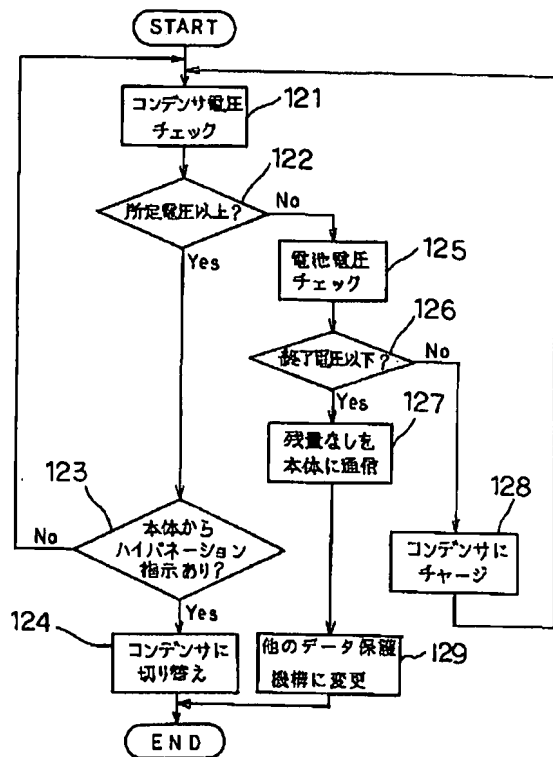 START
コンデンサ電圧
チェック
121
122
所定電圧以上?
No
Yes
電池電圧
チェック
125
126
終了電圧以下?
No
Yes
127
残量なしを
本体に通信
123
128
本体から
ハイバネーション
指示あり?
No
Yes
コンデンサに
チャージ
124
コンデンサに
切り替え
他のデータ保護
機構に変更
129
END